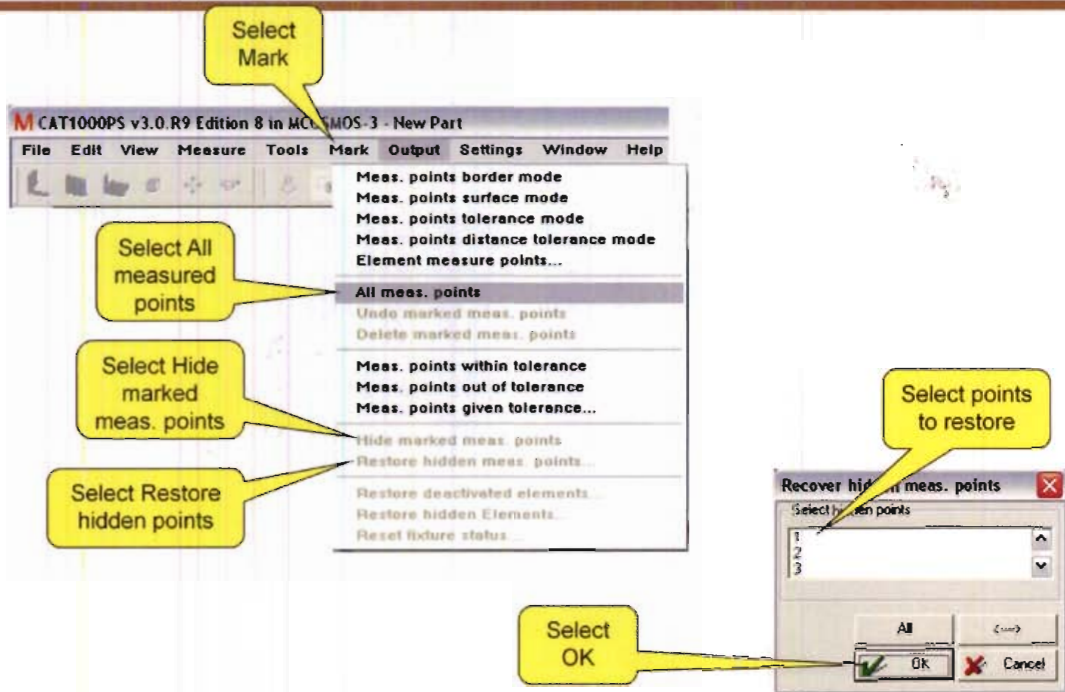 Select
Mark
M CAT1000PS v3.0.R9 Edition 8 in MCOSMOS-3 - New Part
File Edit View Measure Tools Mark Output Settings Window Help
Meas. points border mode
Meas. points surface mode
Meas. points tolerance mode
Meas. points distance tolerance mode
Element measure points...
Select All
measured
points
All meas. points
Undo marked meas. points
Delete marked meas. points
Meas. points within tolerance
Meas. points out of tolerance
Meas. points given tolerance...
Select Hide
marked
meas. points
Hide marked meas. points
Restore hidden meas. points...
Select Restore
hidden points
Restore deactivated elements...
Restore hidden Elements...
Reset fixture status...
Select points
to restore
Recover hidden meas. points
Select hidden points
1
2
3
All <---->
OK Cancel
Select
OK